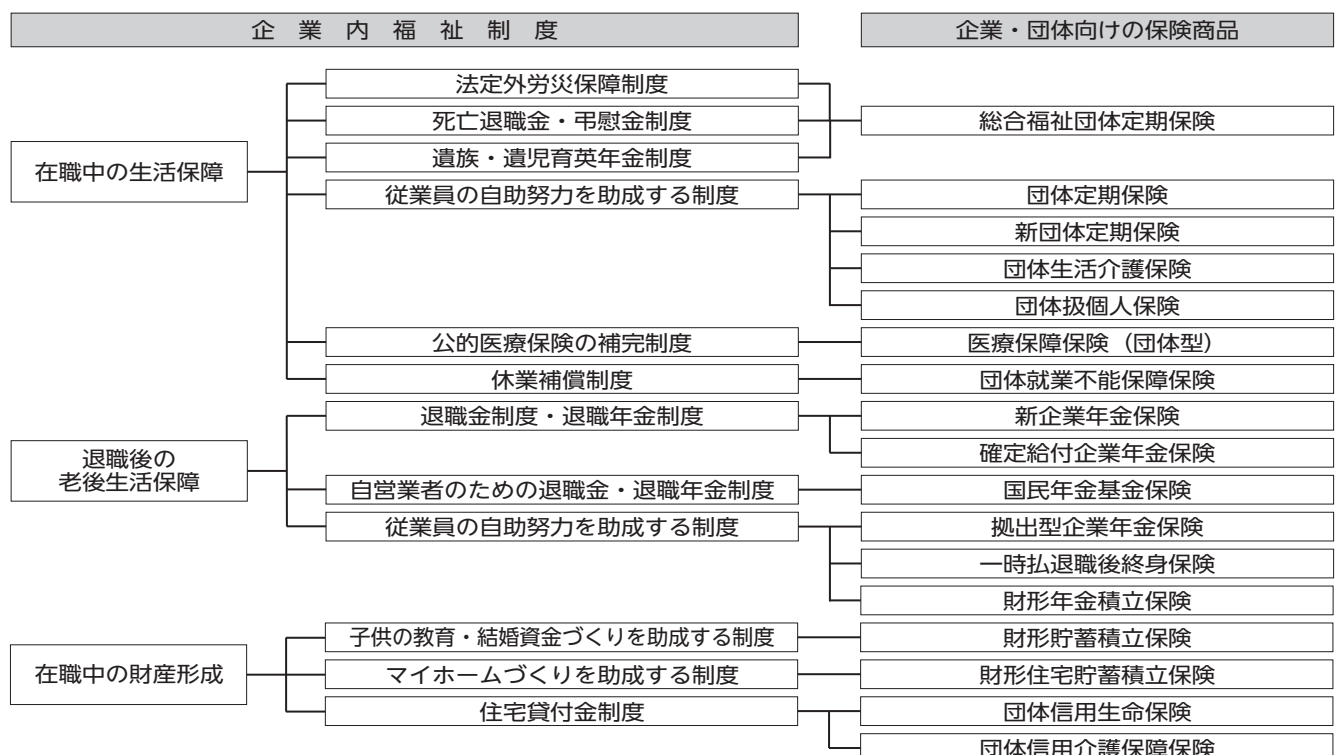 企業内福祉制度
企業・団体向けの保険商品
在職中の生活保障
法定外労災保障制度
死亡退職金・弔慰金制度
遺族・遺児育英年金制度
総合福祉団体定期保険
従業員の自助努力を助成する制度
団体定期保険
新団体定期保険
団体生活介護保険
団体扱個人保険
公的医療保険の補完制度
医療保障保険（団体型）
休業補償制度
団体就業不能保障保険
退職後の
老後生活保障
退職金制度・退職年金制度
新企業年金保険
確定給付企業年金保険
自営業者のための退職金・退職年金制度
国民年金基金保険
従業員の自助努力を助成する制度
拠出型企業年金保険
一時払退職後終身保険
財形年金積立保険
在職中の財産形成
子供の教育・結婚資金づくりを助成する制度
財形貯蓄積立保険
マイホームづくりを助成する制度
財形住宅貯蓄積立保険
住宅貸付金制度
団体信用生命保険
団体信用介護保障保険